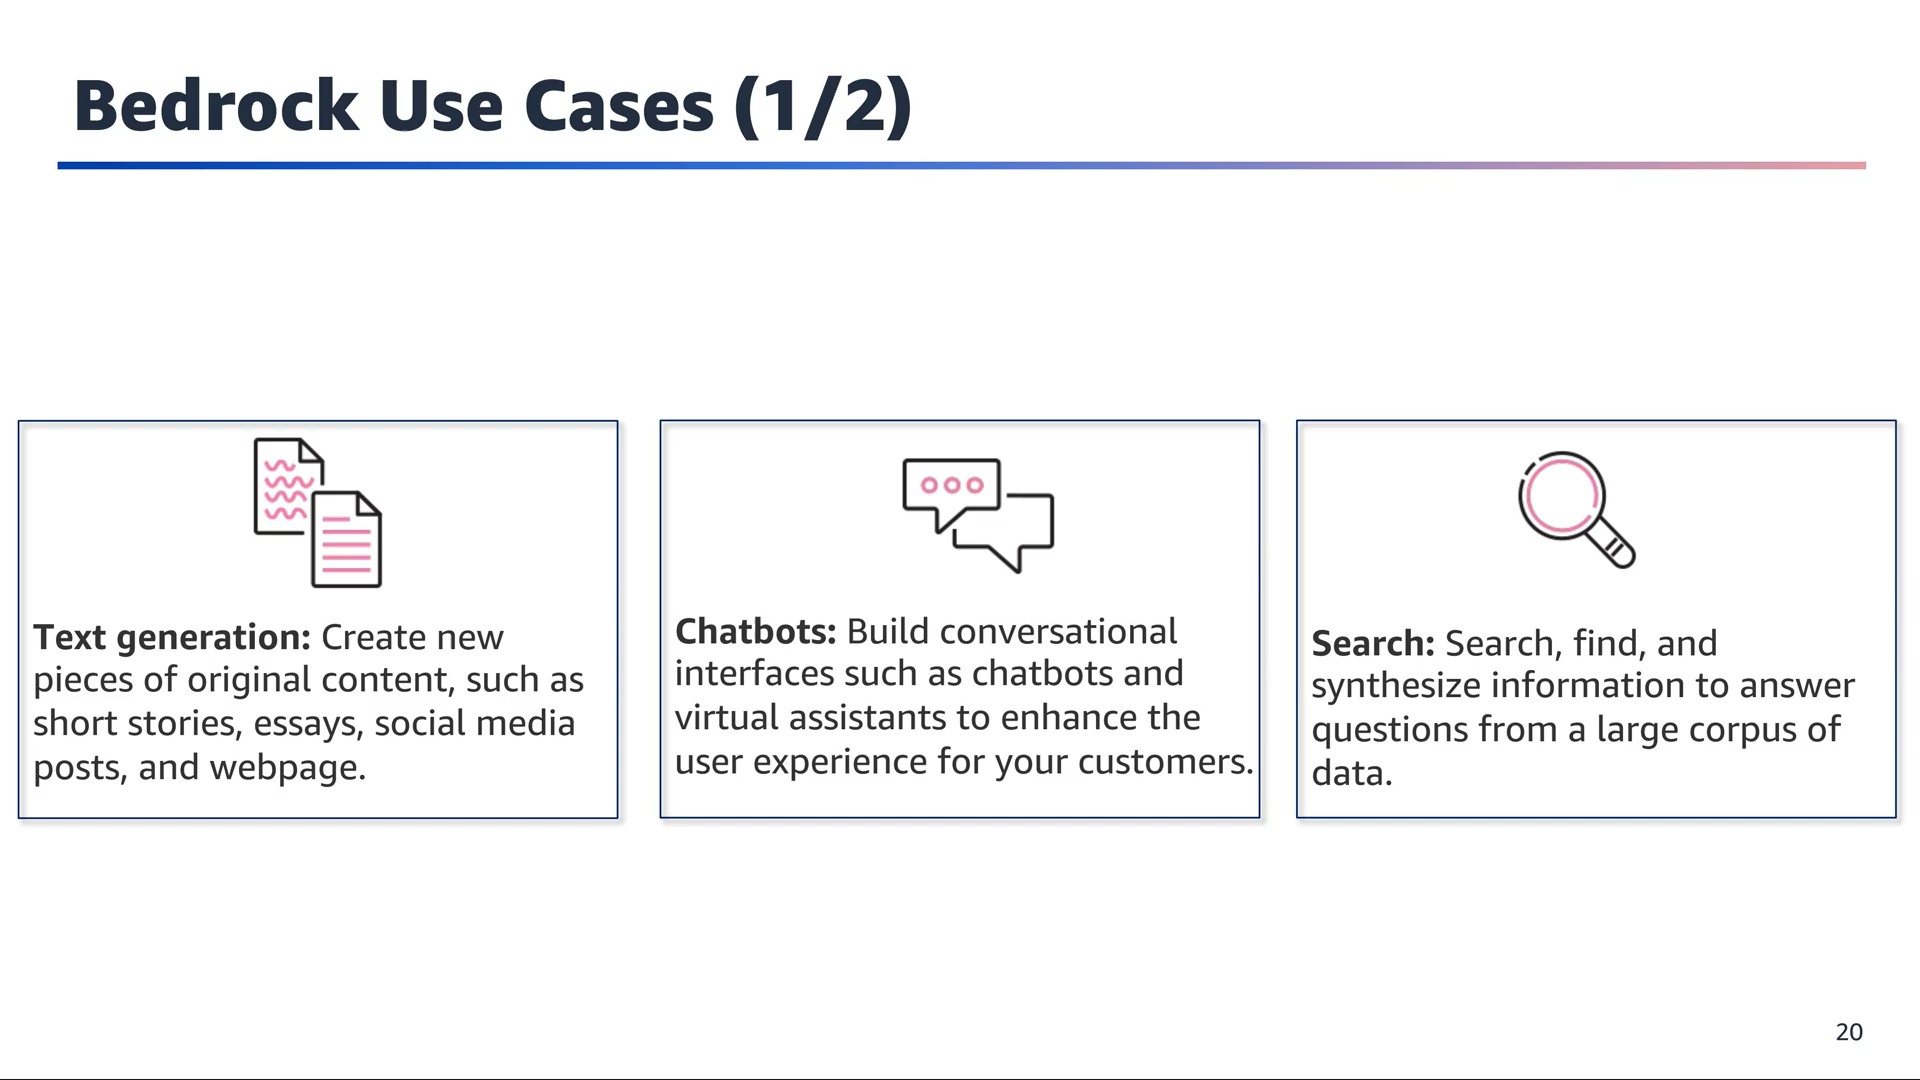 Bedrock Use Cases (1/2)
Text generation: Create new
pieces of original content, such as
short stories, essays, social media
posts, and webpage.
Chatbots: Build conversational
interfaces such as chatbots and
virtual assistants to enhance the
user experience for your customers.
Search: Search, find, and
synthesize information to answer
questions from a large corpus of
data.
20